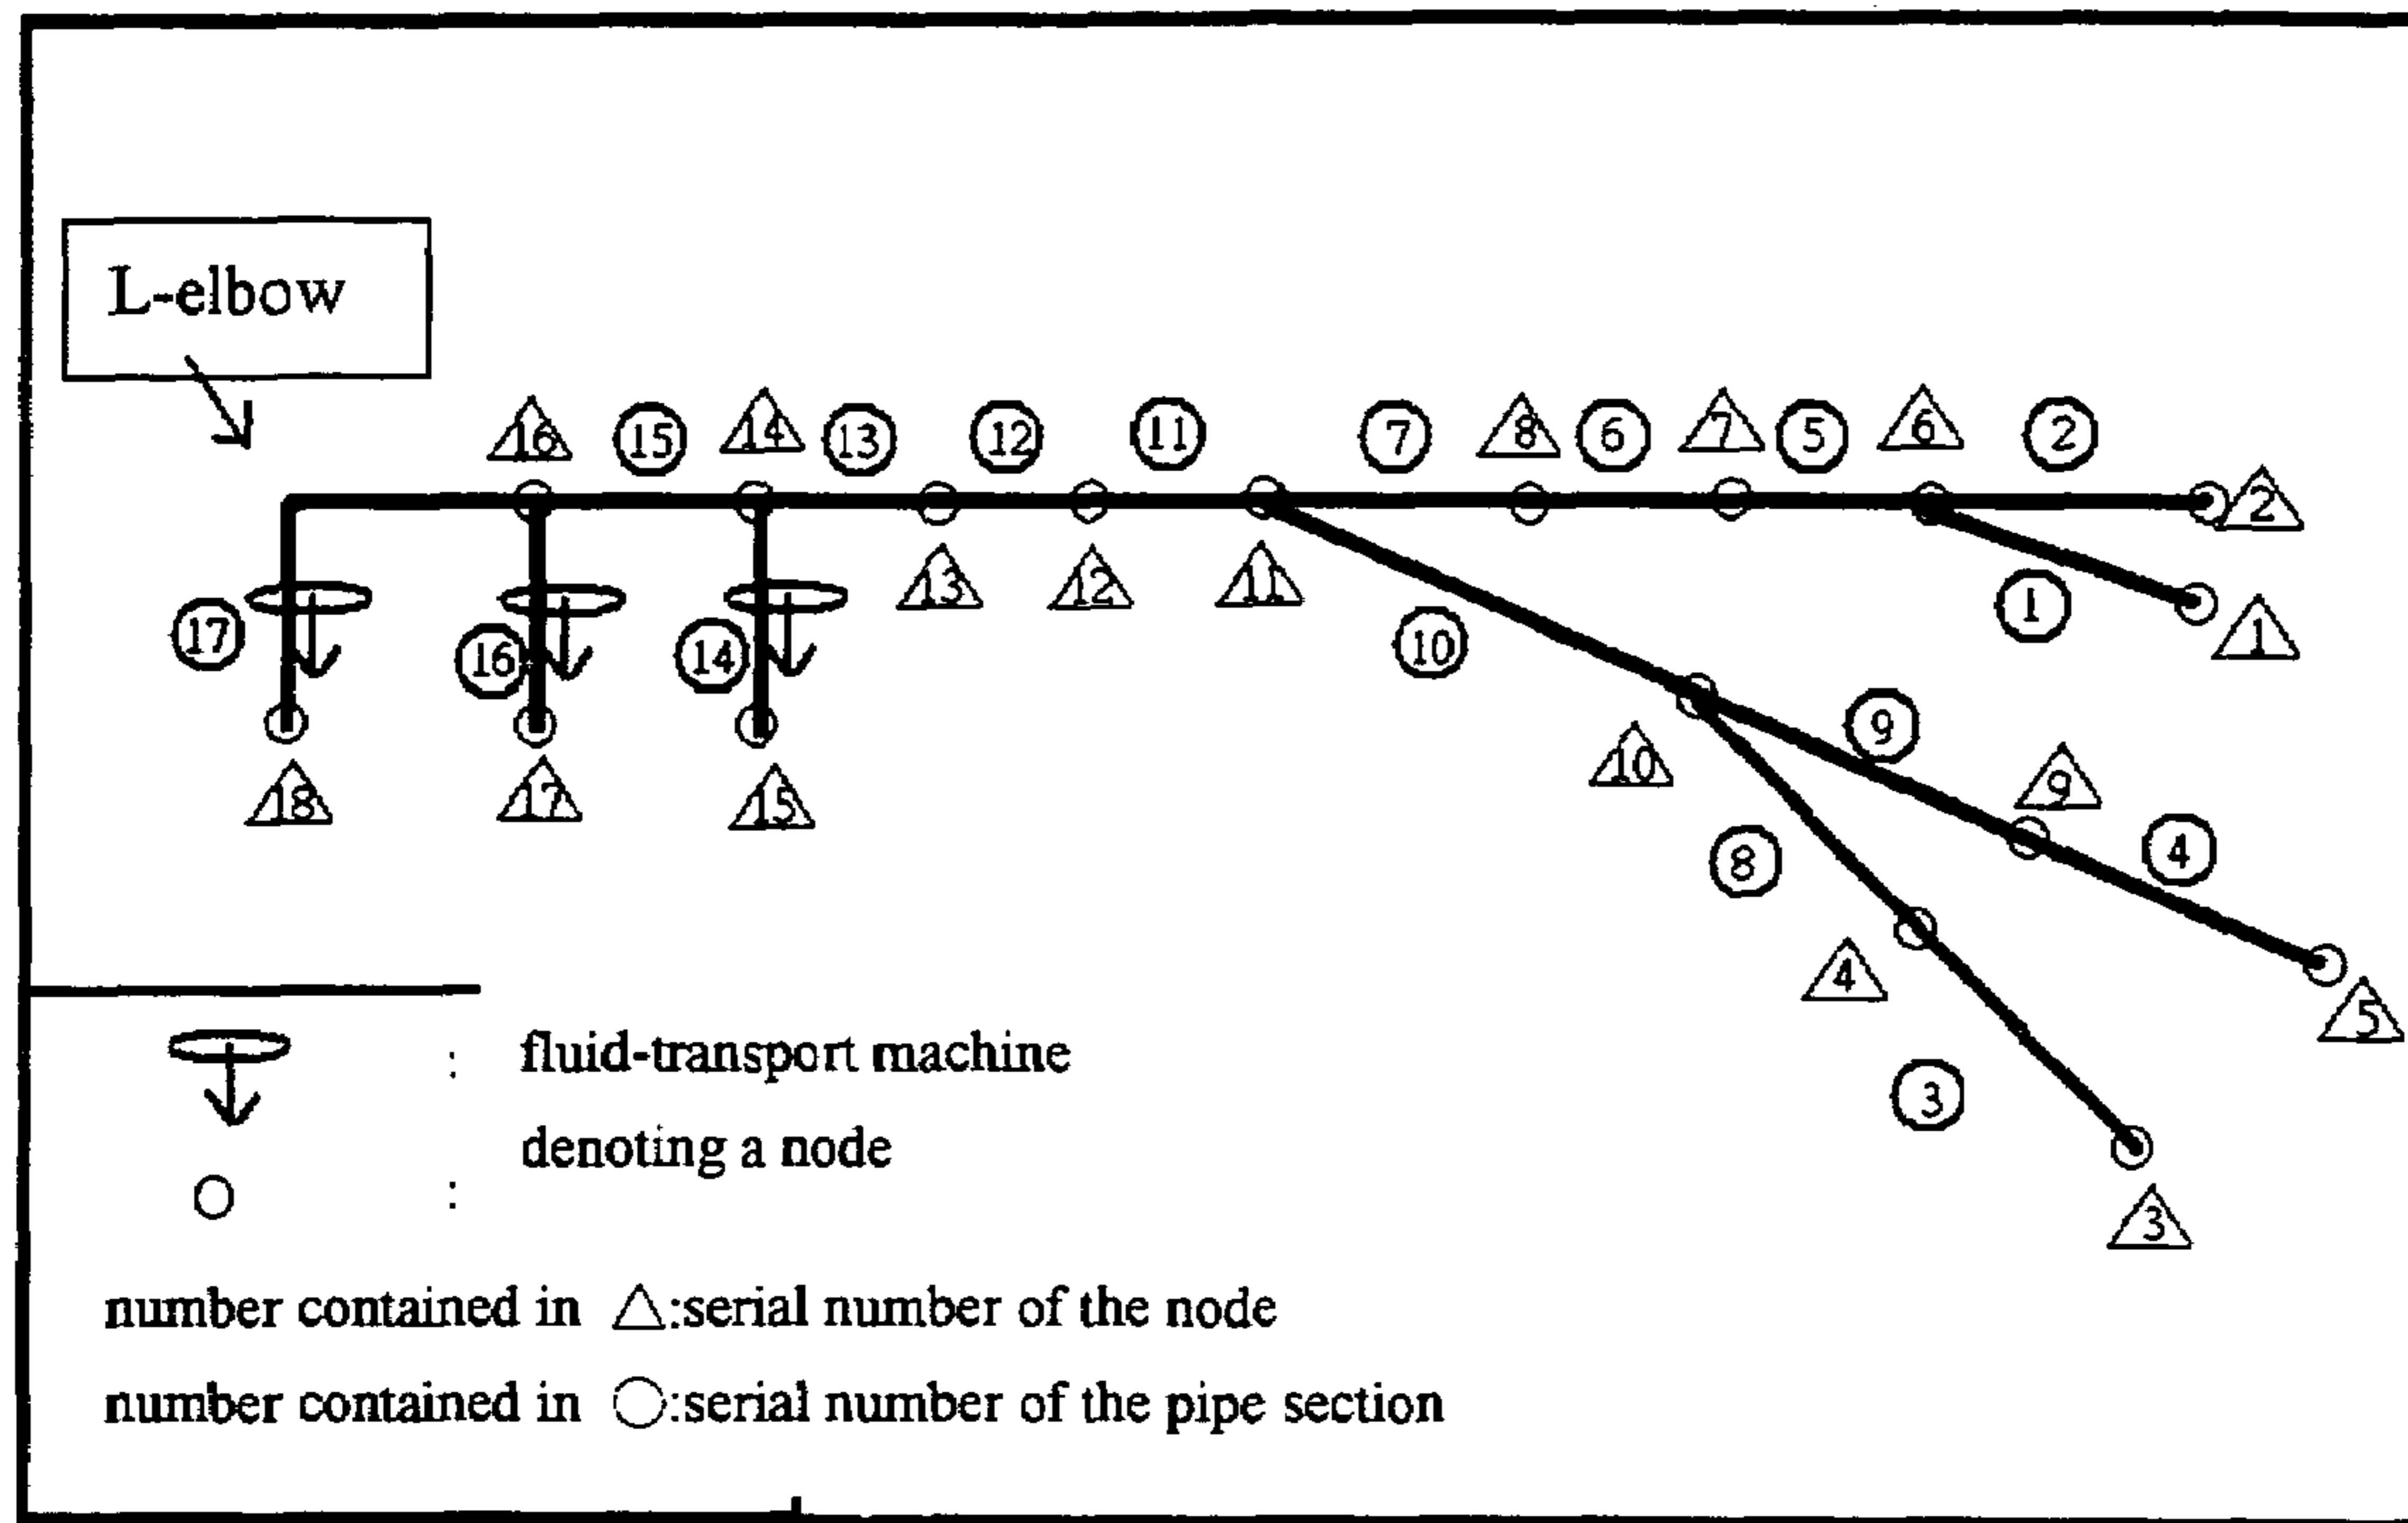 L-elbow
16 15 14 13 12 11 7 8 6 7 5 6 2
2
13 12 11
1 1
17 16 14 10
10 9 9
18 17 15
8 4
4 5
3
3
: fluid-transport machine
denoting a node
:
number contained in △:serial number of the node
number contained in ◯:serial number of the pipe section